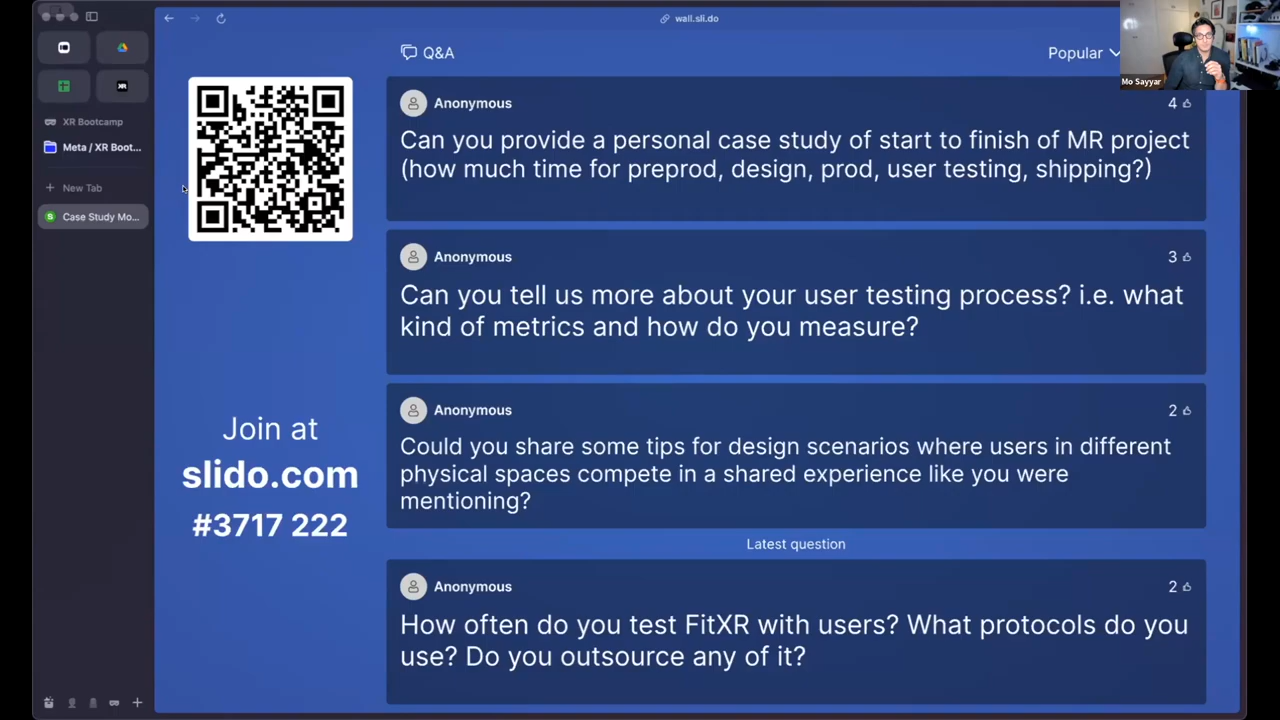 wall.sli.do
XR Bootcamp
Meta / XR Boot...
New Tab
Case Study Mo...
Join at
slido.com
#3717 222
Q&A
Popular
Mo Sayyar
Anonymous
4
Can you provide a personal case study of start to finish of MR project
(how much time for preprod, design, prod, user testing, shipping?)
Anonymous
3
Can you tell us more about your user testing process? i.e. what
kind of metrics and how do you measure?
Anonymous
2
Could you share some tips for design scenarios where users in different
physical spaces compete in a shared experience like you were
mentioning?
Latest question
Anonymous
2
How often do you test FitXR with users? What protocols do you
use? Do you outsource any of it?